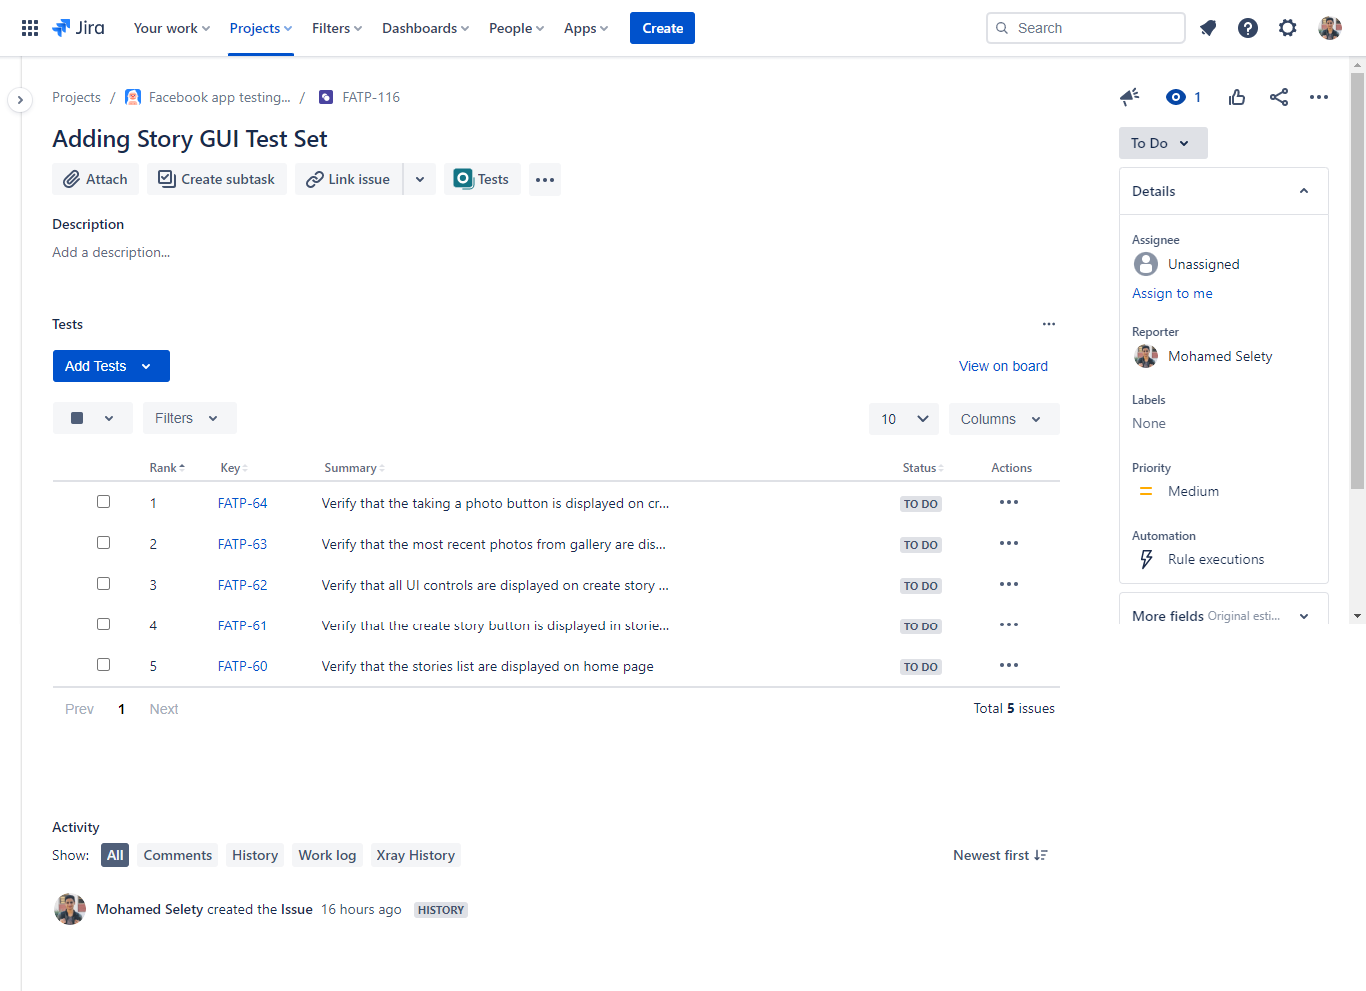 Jira Your work Projects Filters Dashboards People Apps Create Search
Projects / Facebook app testing... / FATP-116 1
Adding Story GUI Test Set
To Do
Attach Create subtask Link issue Tests
Details
Description
Add a description...
Assignee
Unassigned
Assign to me
Tests
Reporter
Mohamed Selety
Add Tests View on board
Labels
None
Filters 10 Columns
Priority
Medium
Rank Key Summary Status Actions
1 FATP-64 Verify that the taking a photo button is displayed on cr... TO DO
2 FATP-63 Verify that the most recent photos from gallery are dis... TO DO
3 FATP-62 Verify that all UI controls are displayed on create story ... TO DO
4 FATP-61 Verify that the create story button is displayed in storie... TO DO
5 FATP-60 Verify that the stories list are displayed on home page TO DO
Automation
Rule executions
More fields Original esti...
Prev 1 Next Total 5 issues
Activity
Show: All Comments History Work log Xray History Newest first
Mohamed Selety created the Issue 16 hours ago HISTORY